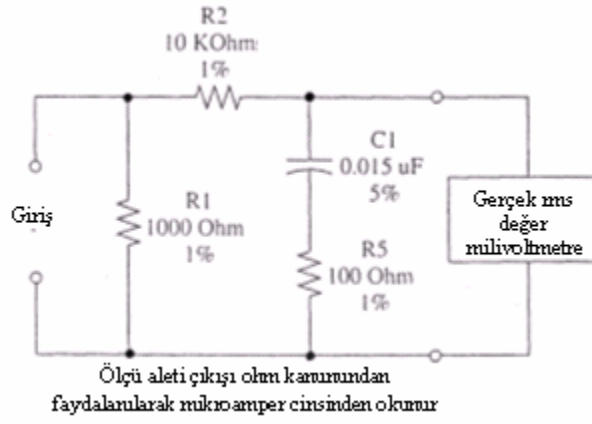 R2
10 KOhm
1%
C1
0.015 uF
5%
Giriş
R1
1000 Ohm
1%
R5
100 Ohm
1%
Gerçek rms
değer
milivoltmetre
Ölçü aleti çıkışı ohm kanunundan
faydalanılarak mikroamper cinsinden okunur